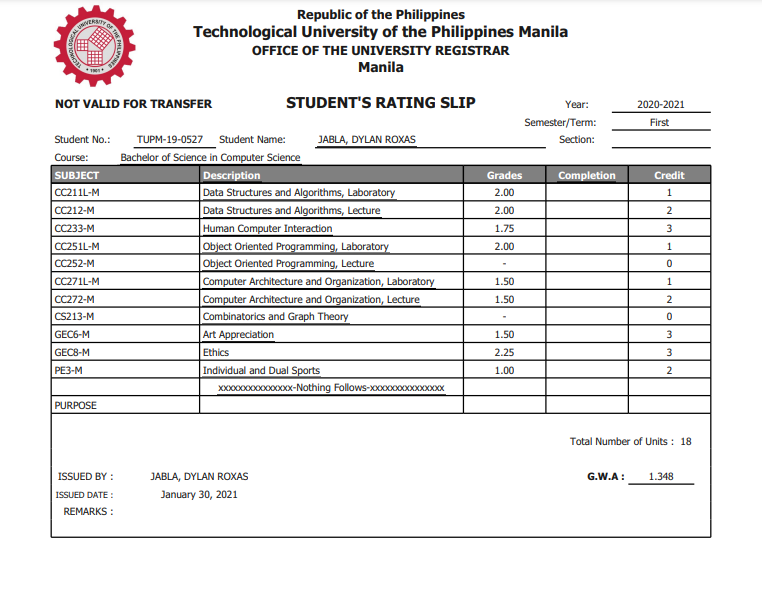 TECHNOLOGICAL UNIVERSITY OF THE PHILIPPINES
1901
Republic of the Philippines
Technological University of the Philippines Manila
OFFICE OF THE UNIVERSITY REGISTRAR
Manila
NOT VALID FOR TRANSFER STUDENT'S RATING SLIP Year: 2020-2021
Semester/Term: First
Student No.: TUPM-19-0527 Student Name: JABLA, DYLAN ROXAS Section:
Course: Bachelor of Science in Computer Science
SUBJECT Description Grades Completion Credit
CC211L-M Data Structures and Algorithms, Laboratory 2.00 1
CC212-M Data Structures and Algorithms, Lecture 2.00 2
CC233-M Human Computer Interaction 1.75 3
CC251L-M Object Oriented Programming, Laboratory 2.00 1
CC252-M Object Oriented Programming, Lecture - 0
CC271L-M Computer Architecture and Organization, Laboratory 1.50 1
CC272-M Computer Architecture and Organization, Lecture 1.50 2
CS213-M Combinatorics and Graph Theory - 0
GEC6-M Art Appreciation 1.50 3
GEC8-M Ethics 2.25 3
PE3-M Individual and Dual Sports 1.00 2
xxxxxxxxxxxxxxx-Nothing Follows-xxxxxxxxxxxxxxx
PURPOSE
Total Number of Units : 18
ISSUED BY : JABLA, DYLAN ROXAS G.W.A : 1.348
ISSUED DATE : January 30, 2021
REMARKS :